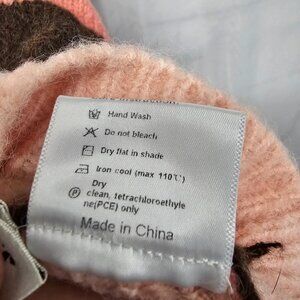 Hand Wash
Do not bleach
Dry flat in shade
Iron cool (max 110℃)
Dry
clean, tetrachloroethyle
ne(PCE) only
Made in China